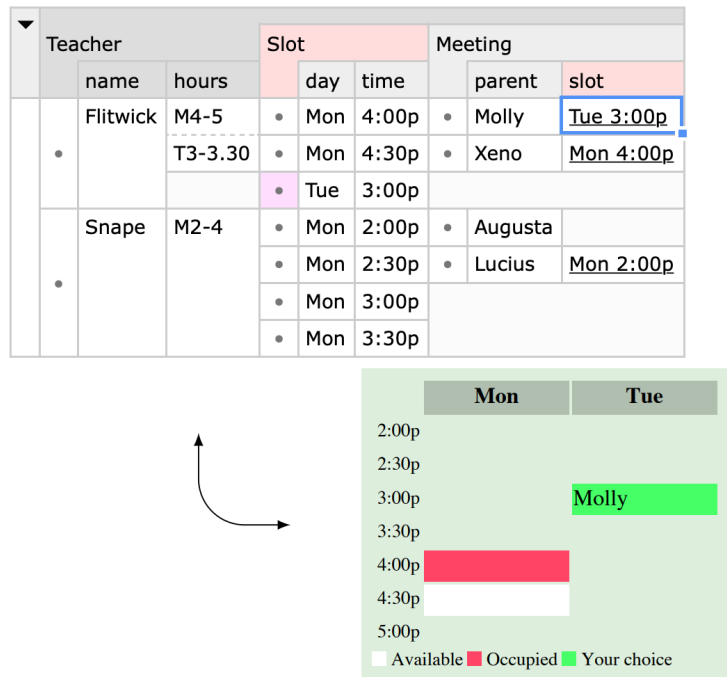 Teacher Slot Meeting
name hours day time parent slot
Flitwick M4-5 Mon 4:00p Molly Tue 3:00p
T3-3.30 Mon 4:30p Xeno Mon 4:00p
Tue 3:00p
Snape M2-4 Mon 2:00p Augusta
Mon 2:30p Lucius Mon 2:00p
Mon 3:00p
Mon 3:30p
Mon Tue
2:00p
2:30p
3:00p Molly
3:30p
4:00p
4:30p
5:00p
Available Occupied Your choice